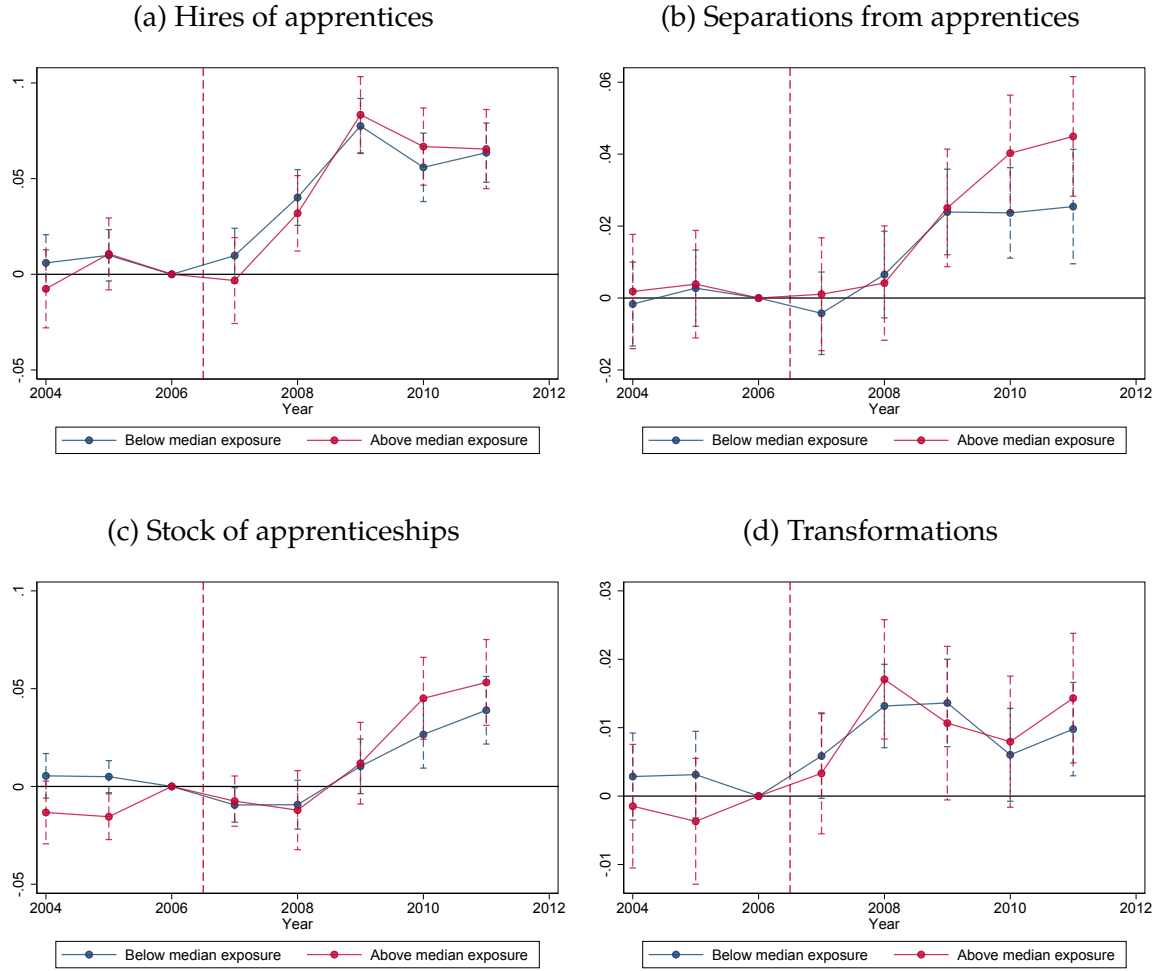 (a) Hires of apprentices
.1
.05
0
-.05
2004 2006 2008 2010 2012
Year
Below median exposure Above median exposure
(b) Separations from apprentices
.06
.04
.02
0
-.02
2004 2006 2008 2010 2012
Year
Below median exposure Above median exposure
(c) Stock of apprenticeships
.1
.05
0
-.05
2004 2006 2008 2010 2012
Year
Below median exposure Above median exposure
(d) Transformations
.03
.02
.01
0
-.01
2004 2006 2008 2010 2012
Year
Below median exposure Above median exposure